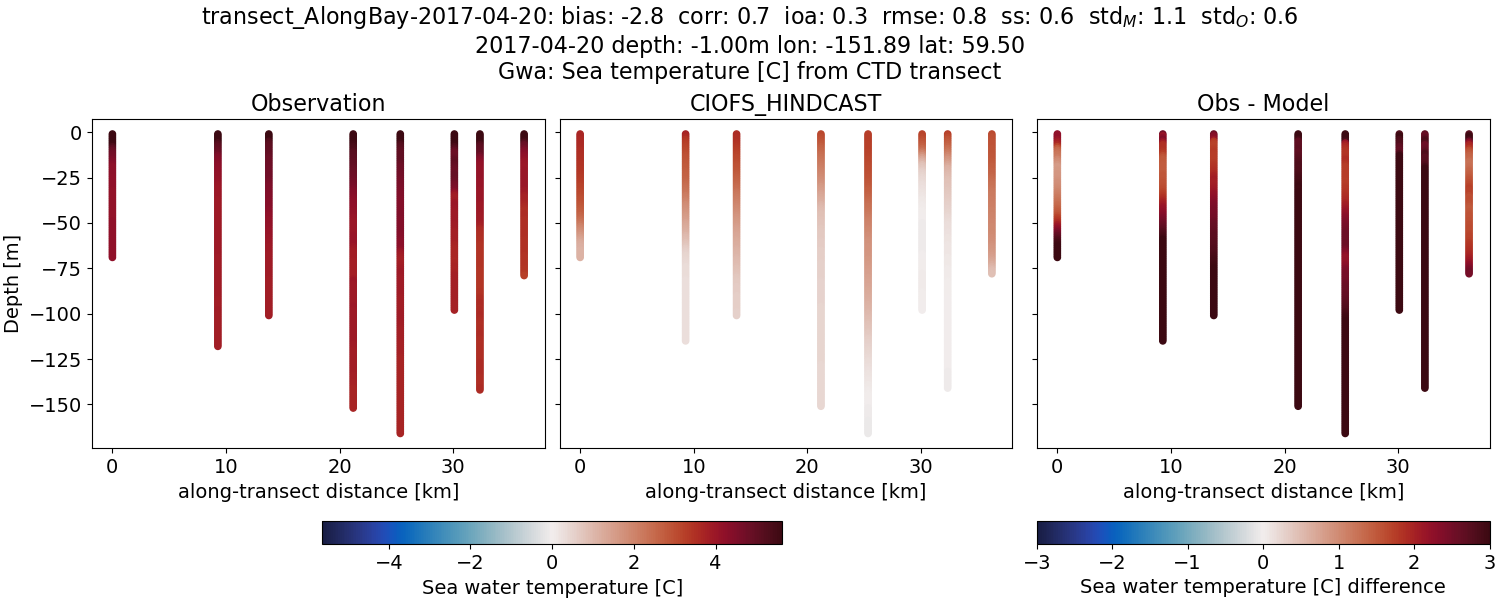 transect_AlongBay-2017-04-20: bias: -2.8  corr: 0.7  ioa: 0.3  rmse: 0.8  ss: 0.6  std_M: 1.1  std_O: 0.6
2017-04-20 depth: -1.00m lon: -151.89 lat: 59.50
Gwa: Sea temperature [C] from CTD transect
Observation
CIOFS_HINDCAST
Obs - Model
Depth [m]
0
−25
−50
−75
−100
−125
−150
0 10 20 30
0 10 20 30
0 10 20 30
along-transect distance [km]
along-transect distance [km]
along-transect distance [km]
−4 −2 0 2 4
Sea water temperature [C]
−3 −2 −1 0 1 2 3
Sea water temperature [C] difference